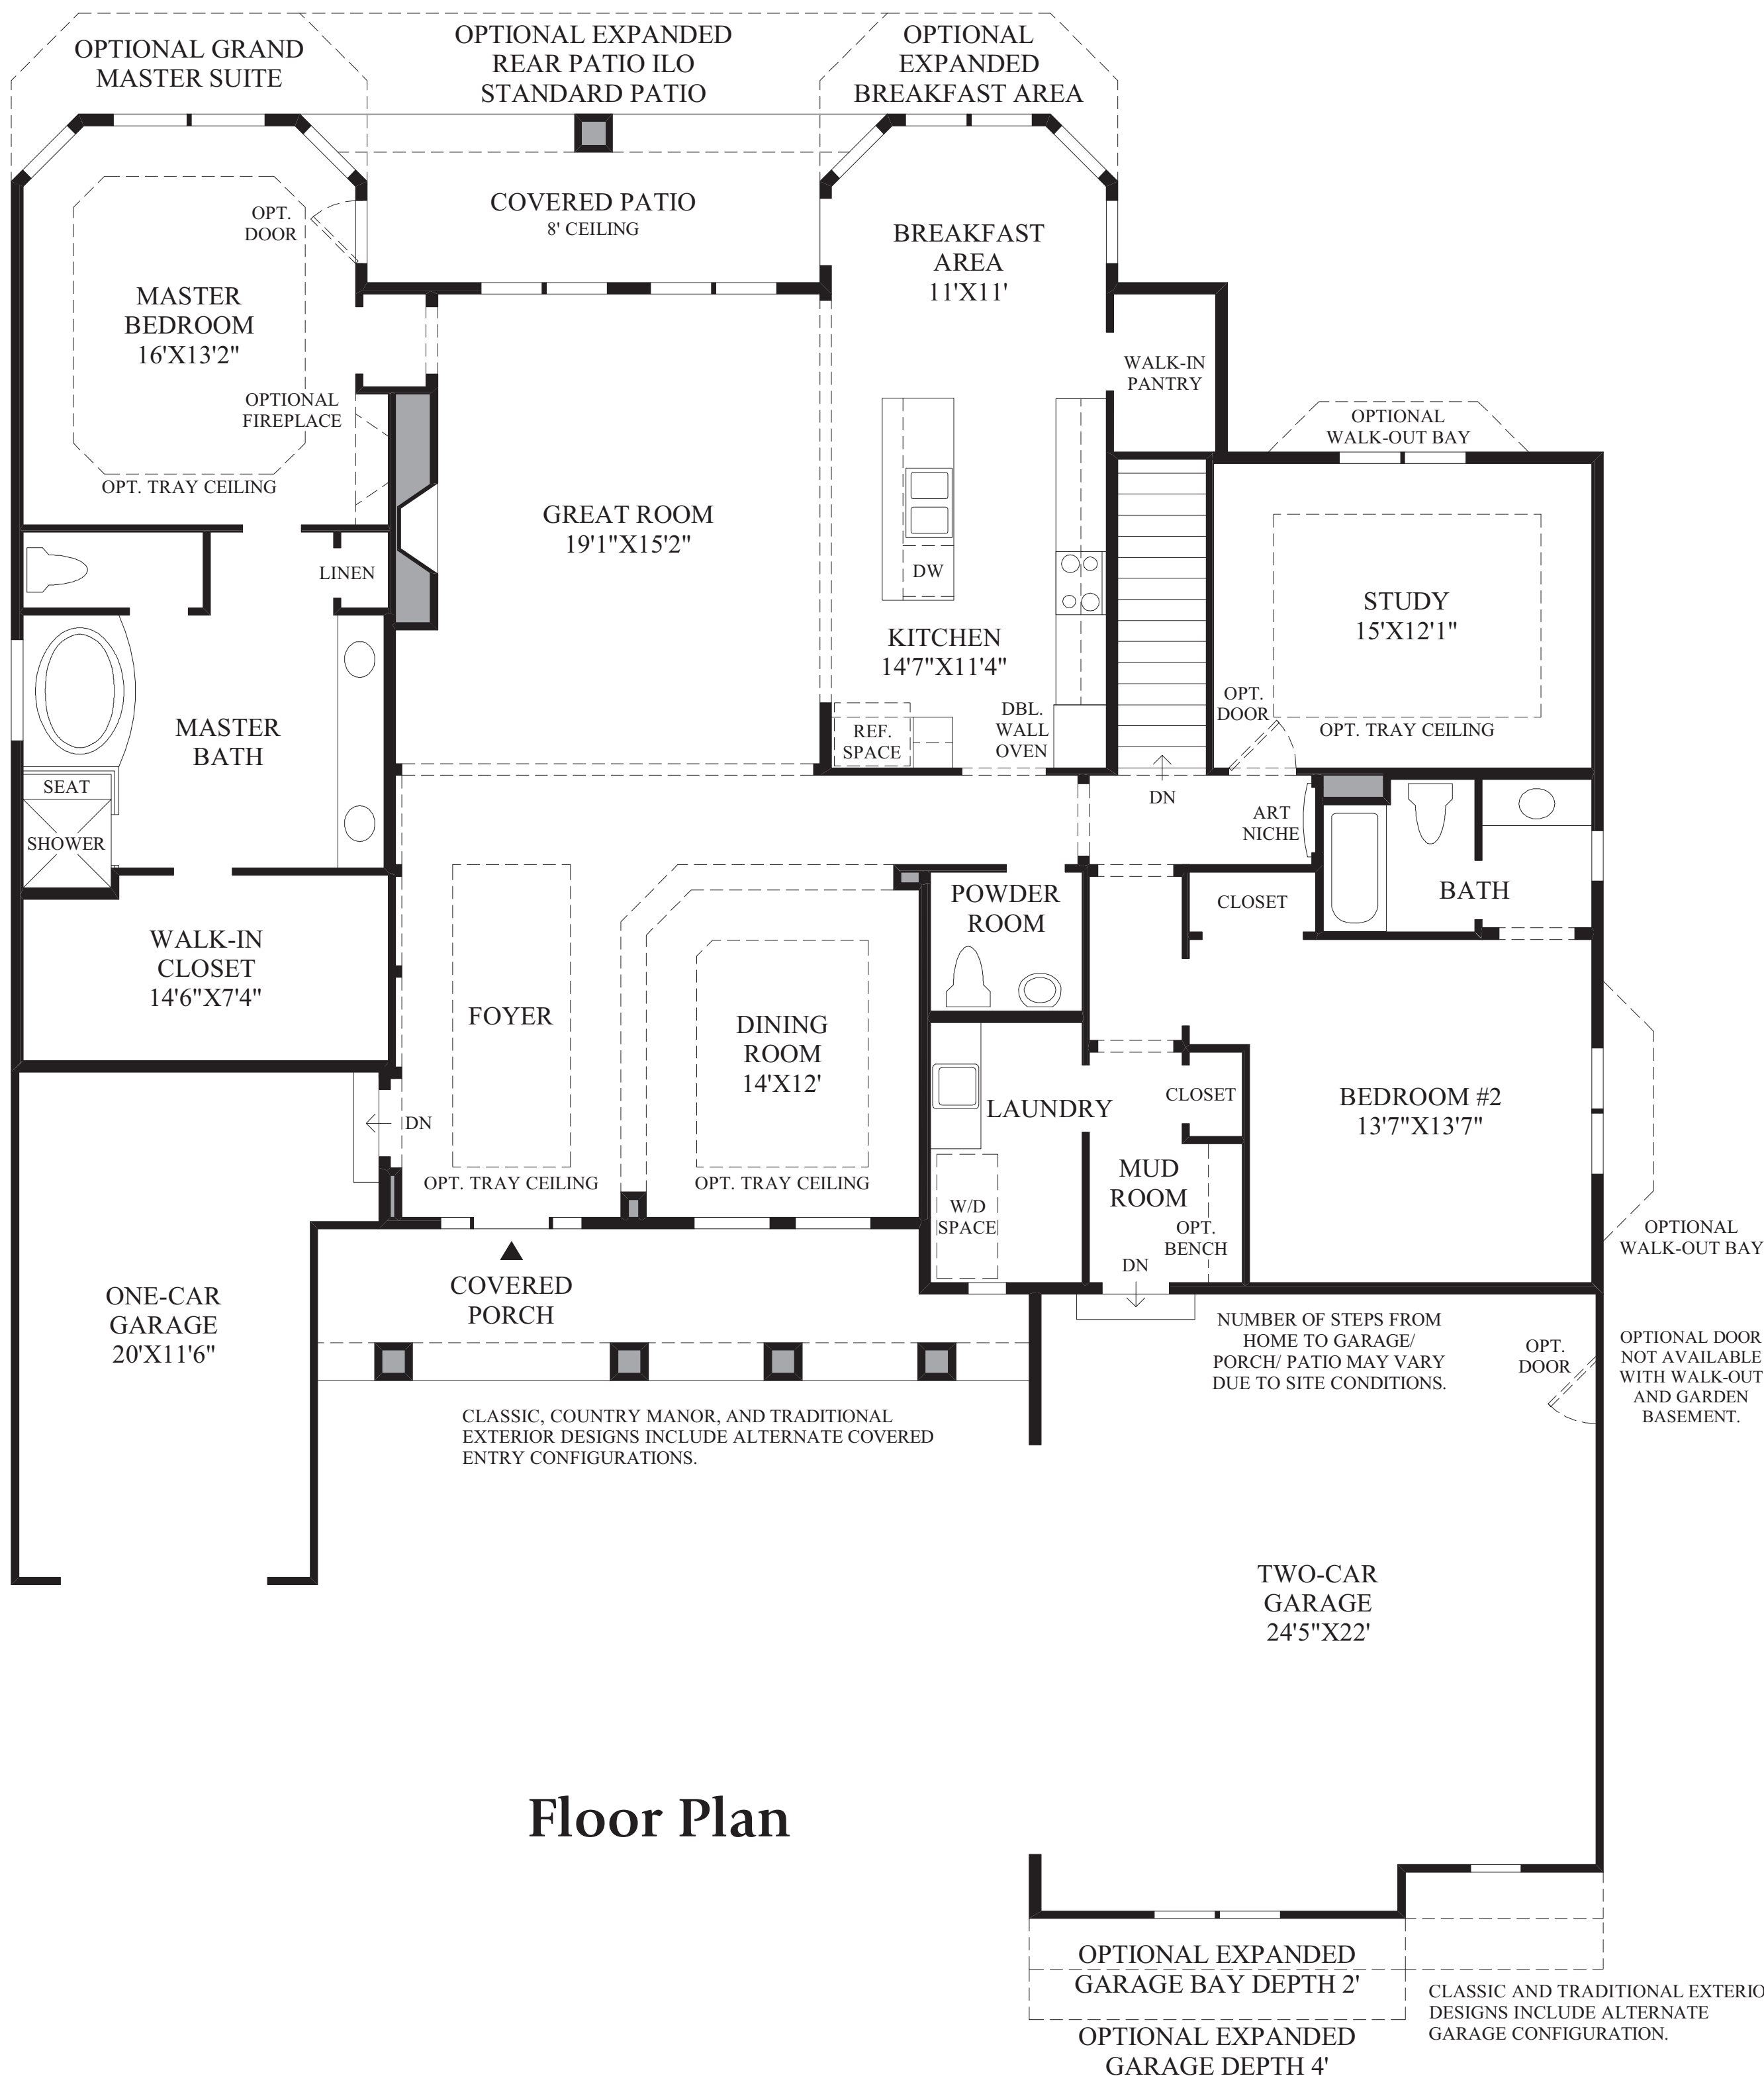 OPTIONAL GRAND
MASTER SUITE
OPTIONAL EXPANDED
REAR PATIO ILO
STANDARD PATIO
OPTIONAL
EXPANDED
BREAKFAST AREA
COVERED PATIO
8' CEILING
OPT.
DOOR
BREAKFAST
AREA
11'X11'
MASTER
BEDROOM
16'X13'2"
WALK-IN
PANTRY
OPTIONAL
FIREPLACE
OPT. TRAY CEILING
OPTIONAL
WALK-OUT BAY
GREAT ROOM
19'1"X15'2"
LINEN
DW
STUDY
15'X12'1"
KITCHEN
14'7"X11'4"
OPT.
DOOR
OPT. TRAY CEILING
MASTER
BATH
REF.
SPACE
DBL.
WALL
OVEN
SEAT
SHOWER
DN
ART
NICHE
POWDER
ROOM
CLOSET
BATH
WALK-IN
CLOSET
14'6"X7'4"
FOYER
DINING
ROOM
14'X12'
LAUNDRY
CLOSET
BEDROOM #2
13'7"X13'7"
DN
OPT. TRAY CEILING
OPT. TRAY CEILING
MUD
ROOM
W/D
SPACE
OPT.
BENCH
OPTIONAL
WALK-OUT BAY
DN
COVERED
PORCH
ONE-CAR
GARAGE
20'X11'6"
NUMBER OF STEPS FROM
HOME TO GARAGE/
PORCH/ PATIO MAY VARY
DUE TO SITE CONDITIONS.
OPT.
DOOR
OPTIONAL DOOR
NOT AVAILABLE
WITH WALK-OUT
AND GARDEN
BASEMENT.
CLASSIC, COUNTRY MANOR, AND TRADITIONAL
EXTERIOR DESIGNS INCLUDE ALTERNATE COVERED
ENTRY CONFIGURATIONS.
TWO-CAR
GARAGE
24'5"X22'
Floor Plan
OPTIONAL EXPANDED
GARAGE BAY DEPTH 2'
OPTIONAL EXPANDED
GARAGE DEPTH 4'
CLASSIC AND TRADITIONAL EXTERIO
DESIGNS INCLUDE ALTERNATE
GARAGE CONFIGURATION.